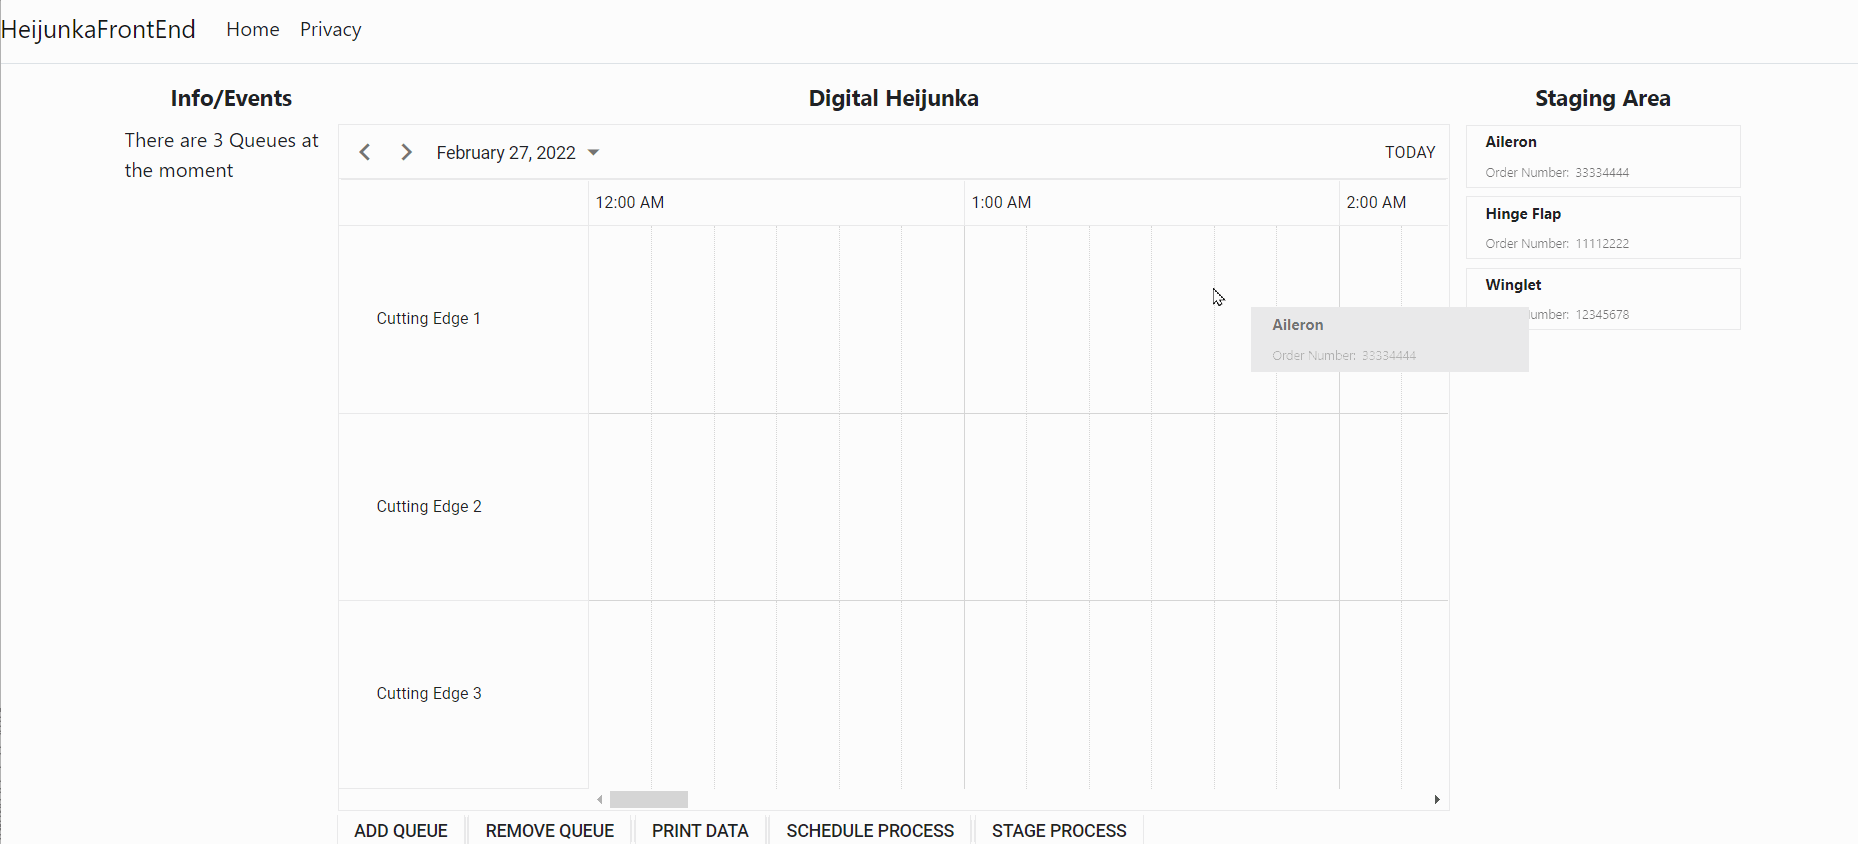 HeijunkaFrontEnd Home Privacy
Info/Events
There are 3 Queues at
the moment
Digital Heijunka
February 27, 2022
TODAY
12:00 AM 1:00 AM 2:00 AM
Cutting Edge 1
Cutting Edge 2
Cutting Edge 3
ADD QUEUE REMOVE QUEUE PRINT DATA SCHEDULE PROCESS STAGE PROCESS
Staging Area
Aileron
Order Number: 33334444
Hinge Flap
Order Number: 11112222
Winglet
umber: 12345678
Aileron
Order Number: 33334444